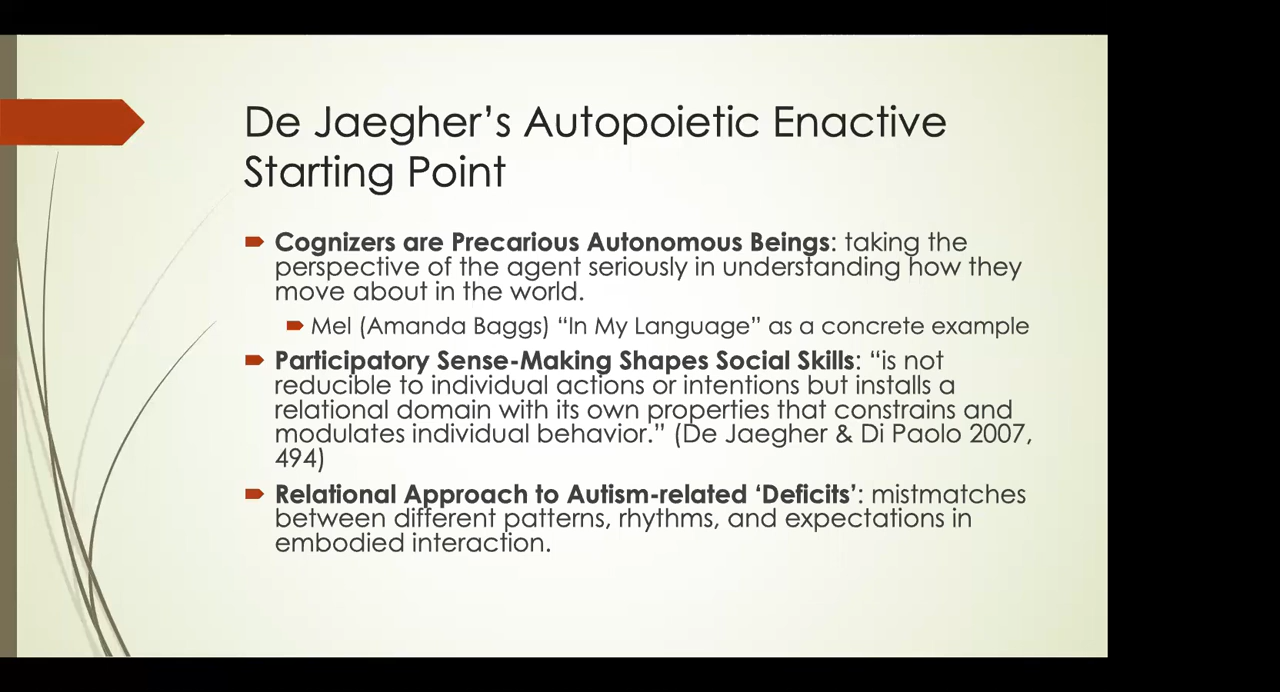 De Jaegher’s Autopoietic Enactive
Starting Point
Cognizers are Precarious Autonomous Beings: taking the
perspective of the agent seriously in understanding how they
move about in the world.
Mel (Amanda Baggs) “In My Language” as a concrete example
Participatory Sense-Making Shapes Social Skills: “is not
reducible to individual actions or intentions but installs a
relational domain with its own properties that constrains and
modulates individual behavior.” (De Jaegher & Di Paolo 2007,
494)
Relational Approach to Autism-related ‘Deficits’: mismatches
between different patterns, rhythms, and expectations in
embodied interaction.